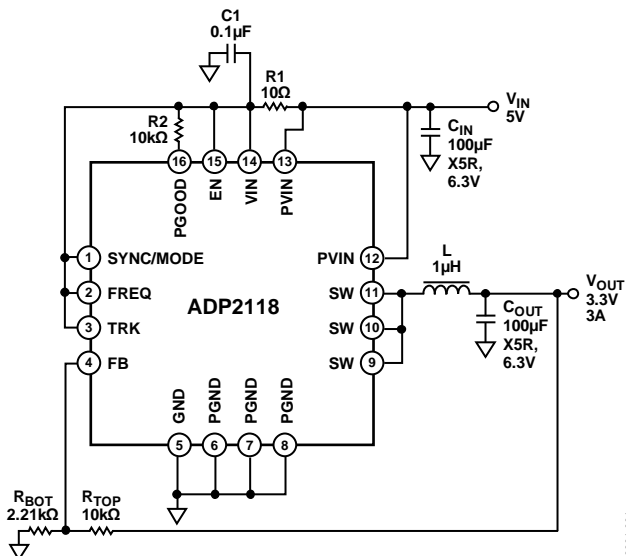 C1
0.1µF
R1
10Ω
R2
10kΩ
VIN
5V
CIN
100µF
X5R,
6.3V
16
15
14
13
PGOOD
EN
VIN
PVIN
1 SYNC/MODE
2 FREQ
3 TRK
4 FB
ADP2118
PVIN 12
SW 11
SW 10
SW 9
L
1µH
VOUT
3.3V
3A
COUT
100µF
X5R,
6.3V
GND
PGND
PGND
PGND
5
6
7
8
RBOT
2.21kΩ
RTOP
10kΩ